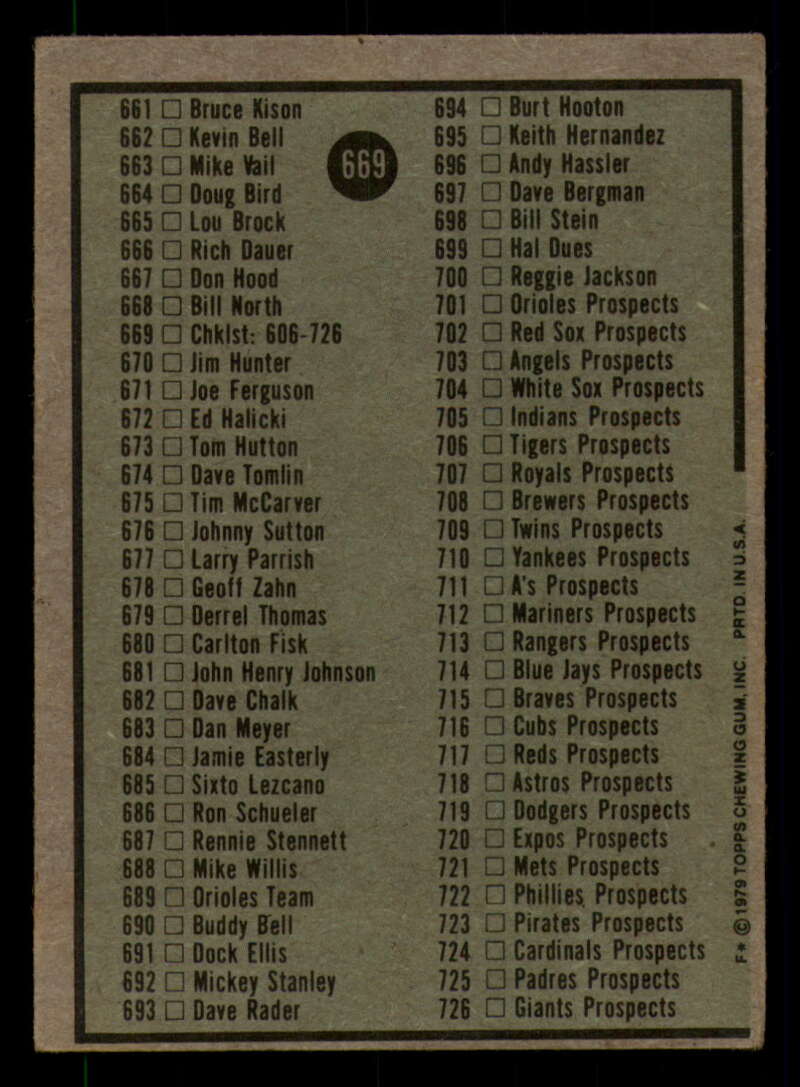 661 ☐ Bruce Kison
662 ☐ Kevin Bell
663 ☐ Mike Vail
664 ☐ Doug Bird
665 ☐ Lou Brock
666 ☐ Rich Dauer
667 ☐ Don Hood
668 ☐ Bill North
669 ☐ Chklst: 606-726
670 ☐ Jim Hunter
671 ☐ Joe Ferguson
672 ☐ Ed Halicki
673 ☐ Tom Hutton
674 ☐ Dave Tomlin
675 ☐ Tim McCarver
676 ☐ Johnny Sutton
677 ☐ Larry Parrish
678 ☐ Geoff Zahn
679 ☐ Derrel Thomas
680 ☐ Carlton Fisk
681 ☐ John Henry Johnson
682 ☐ Dave Chalk
683 ☐ Dan Meyer
684 ☐ Jamie Easterly
685 ☐ Sixto Lezcano
686 ☐ Ron Schueler
687 ☐ Rennie Stennett
688 ☐ Mike Willis
689 ☐ Orioles Team
690 ☐ Buddy Bell
691 ☐ Dock Ellis
692 ☐ Mickey Stanley
693 ☐ Dave Rader
669
694 ☐ Burt Hooton
695 ☐ Keith Hernandez
696 ☐ Andy Hassler
697 ☐ Dave Bergman
698 ☐ Bill Stein
699 ☐ Hal Dues
700 ☐ Reggie Jackson
701 ☐ Orioles Prospects
702 ☐ Red Sox Prospects
703 ☐ Angels Prospects
704 ☐ White Sox Prospects
705 ☐ Indians Prospects
706 ☐ Tigers Prospects
707 ☐ Royals Prospects
708 ☐ Brewers Prospects
709 ☐ Twins Prospects
710 ☐ Yankees Prospects
711 ☐ A's Prospects
712 ☐ Mariners Prospects
713 ☐ Rangers Prospects
714 ☐ Blue Jays Prospects
715 ☐ Braves Prospects
716 ☐ Cubs Prospects
717 ☐ Reds Prospects
718 ☐ Astros Prospects
719 ☐ Dodgers Prospects
720 ☐ Expos Prospects
721 ☐ Mets Prospects
722 ☐ Phillies Prospects
723 ☐ Pirates Prospects
724 ☐ Cardinals Prospects
725 ☐ Padres Prospects
726 ☐ Giants Prospects
F* © 1979 TOPPS CHEWING GUM, INC. PRTD. IN U.S.A.